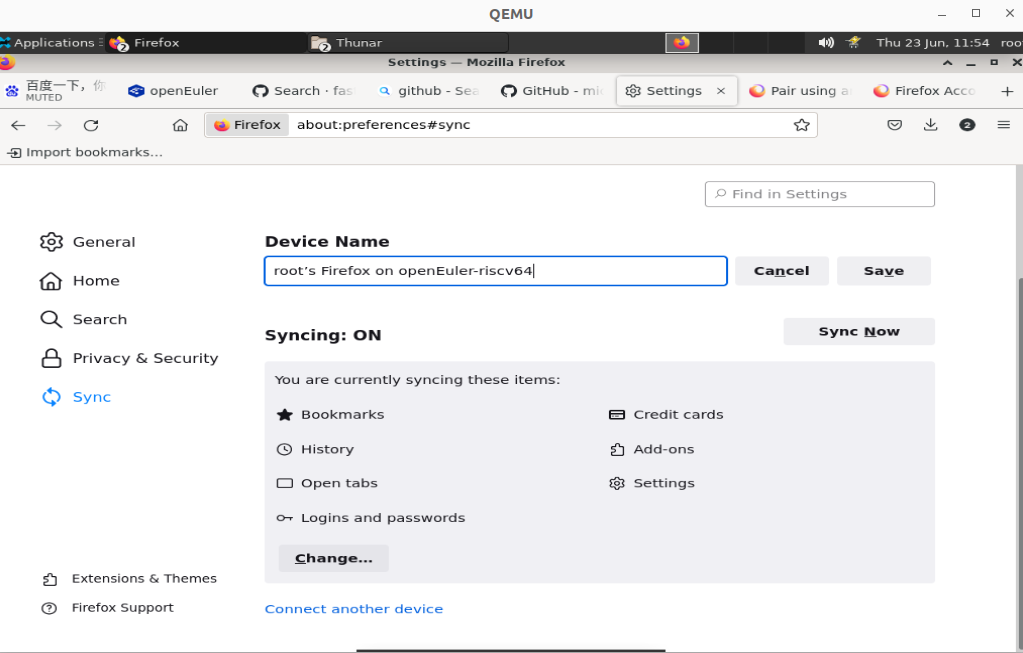 QEMU
Applications Firefox Thunar Thu 23 Jun, 11:54 roo
2 2
Settings — Mozilla Firefox
百度一下，你 openEuler Search · fas github - Sea GitHub - mic Settings Pair using a Firefox Acco
MUTED
Firefox about:preferences#sync 2
Import bookmarks...
Find in Settings
General
Home
Search
Privacy & Security
Sync
Extensions & Themes
Firefox Support
Device Name
root’s Firefox on openEuler-riscv64 Cancel Save
Syncing: ON Sync Now
You are currently syncing these items:
Bookmarks Credit cards
History Add-ons
Open tabs Settings
Logins and passwords
Change...
Connect another device